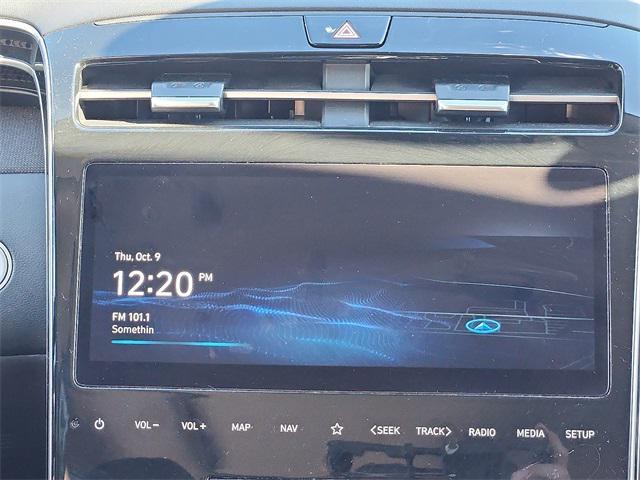 Thu, Oct. 9
12:20 PM
FM 101.1
Somethin
VOL− VOL+ MAP NAV <SEEK TRACK> RADIO MEDIA SETUP